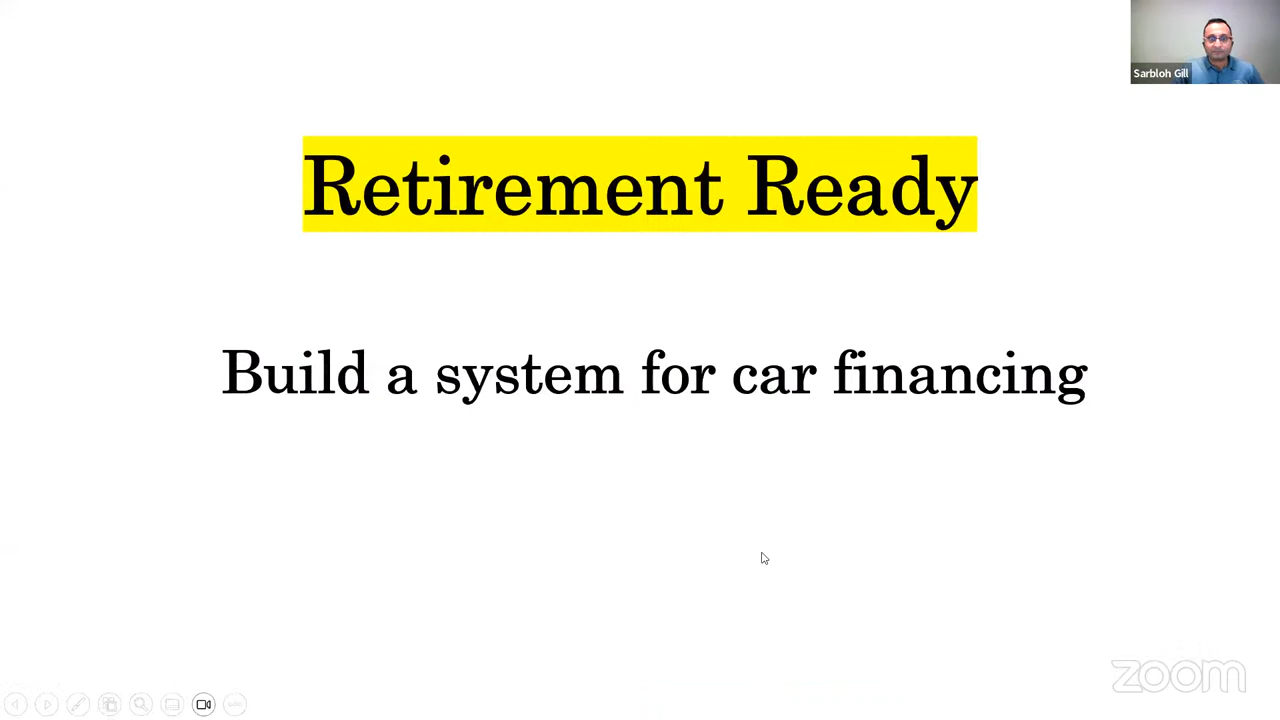 Sarbloh Gill
Retirement Ready
Build a system for car financing
zoom